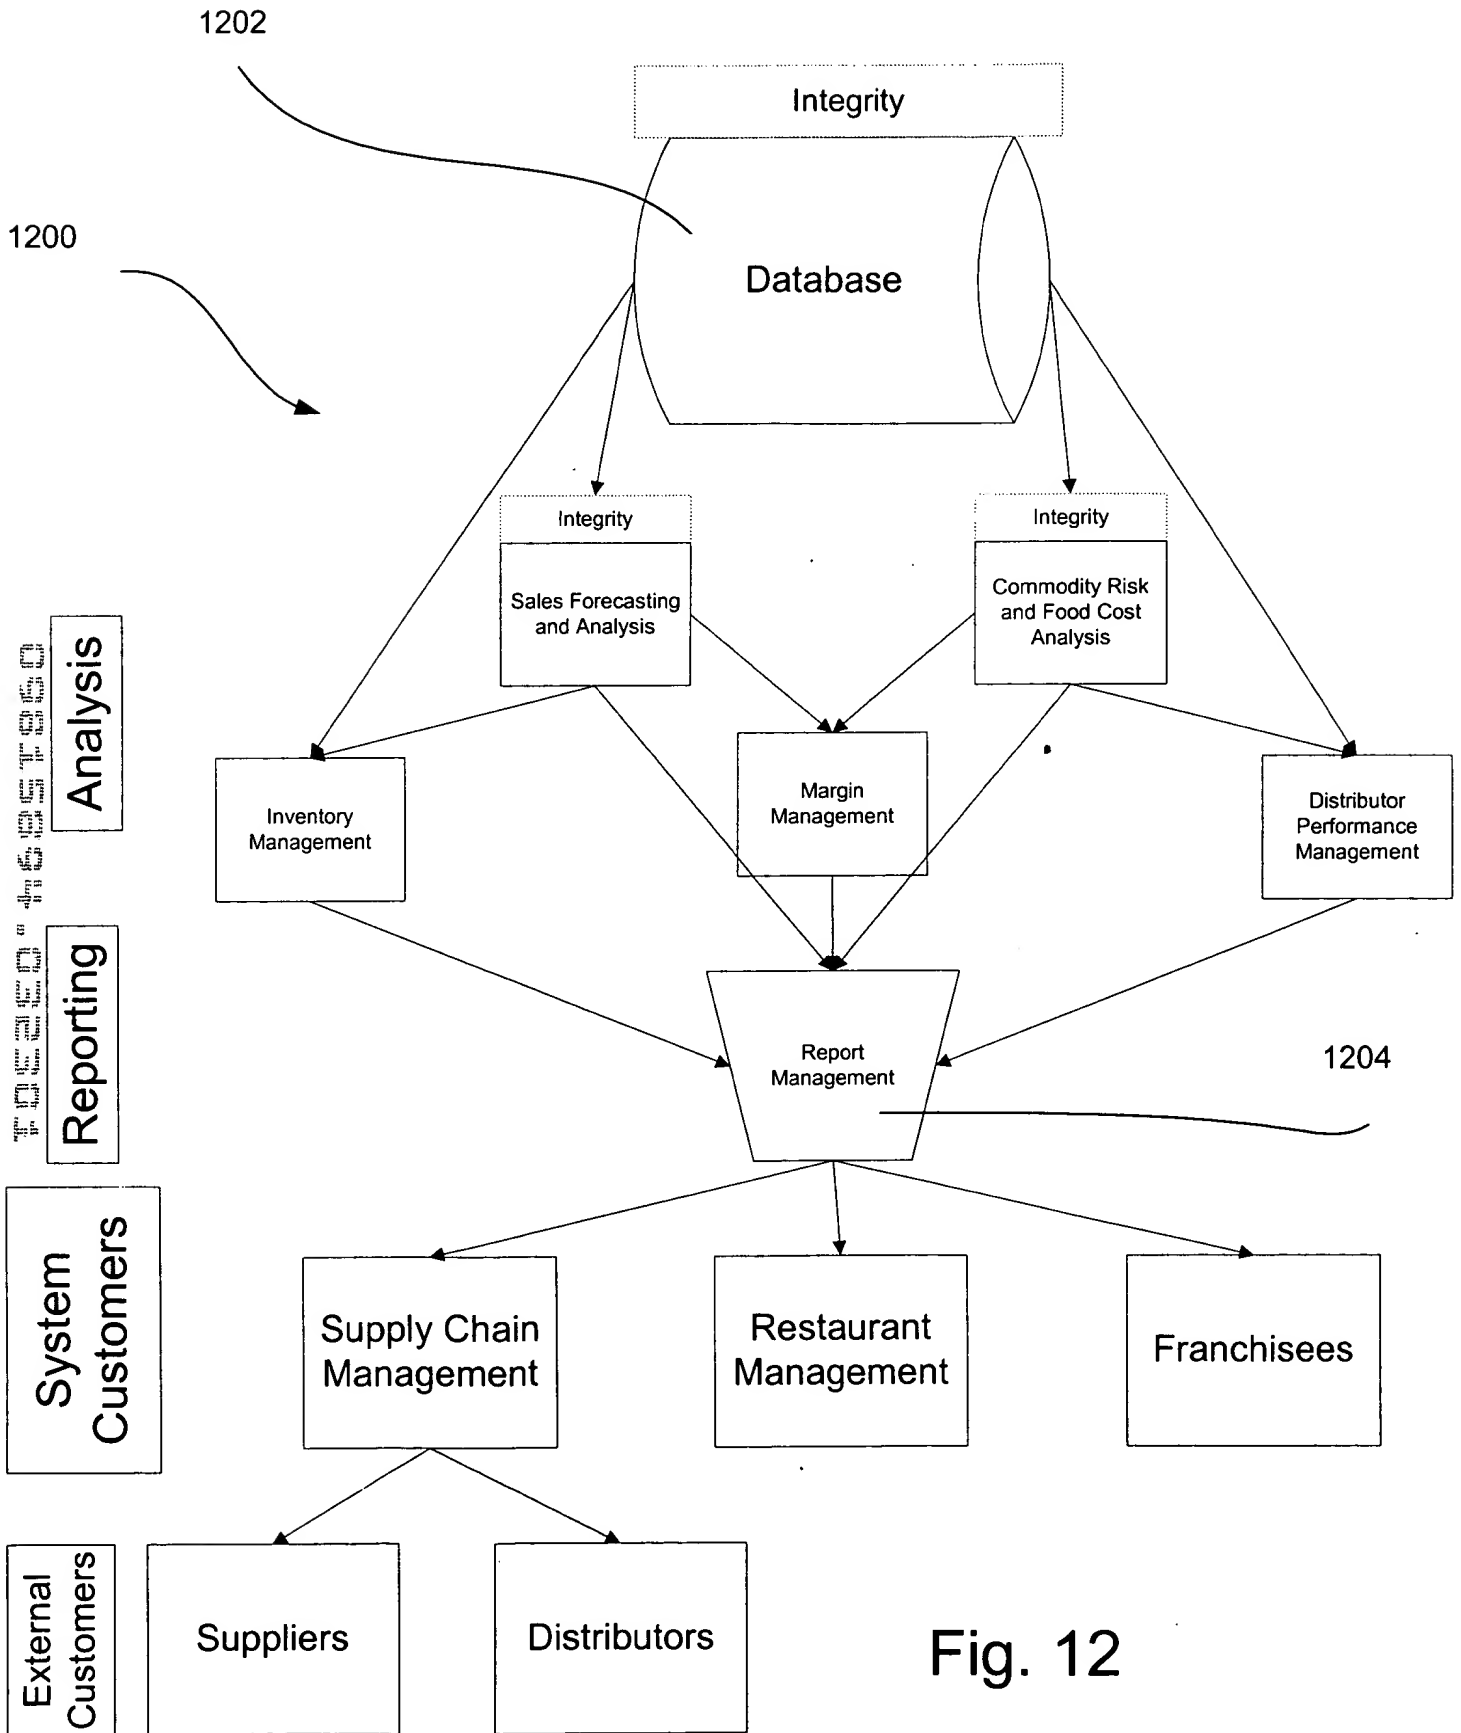 1202
Integrity
1200
Database
Integrity
Integrity
Sales Forecasting
and Analysis
Commodity Risk
and Food Cost
Analysis
Analysis
Inventory
Management
Margin
Management
Distributor
Performance
Management
Reporting
Report
Management
1204
System
Customers
Supply Chain
Management
Restaurant
Management
Franchisees
External
Customers
Suppliers
Distributors
Fig. 12